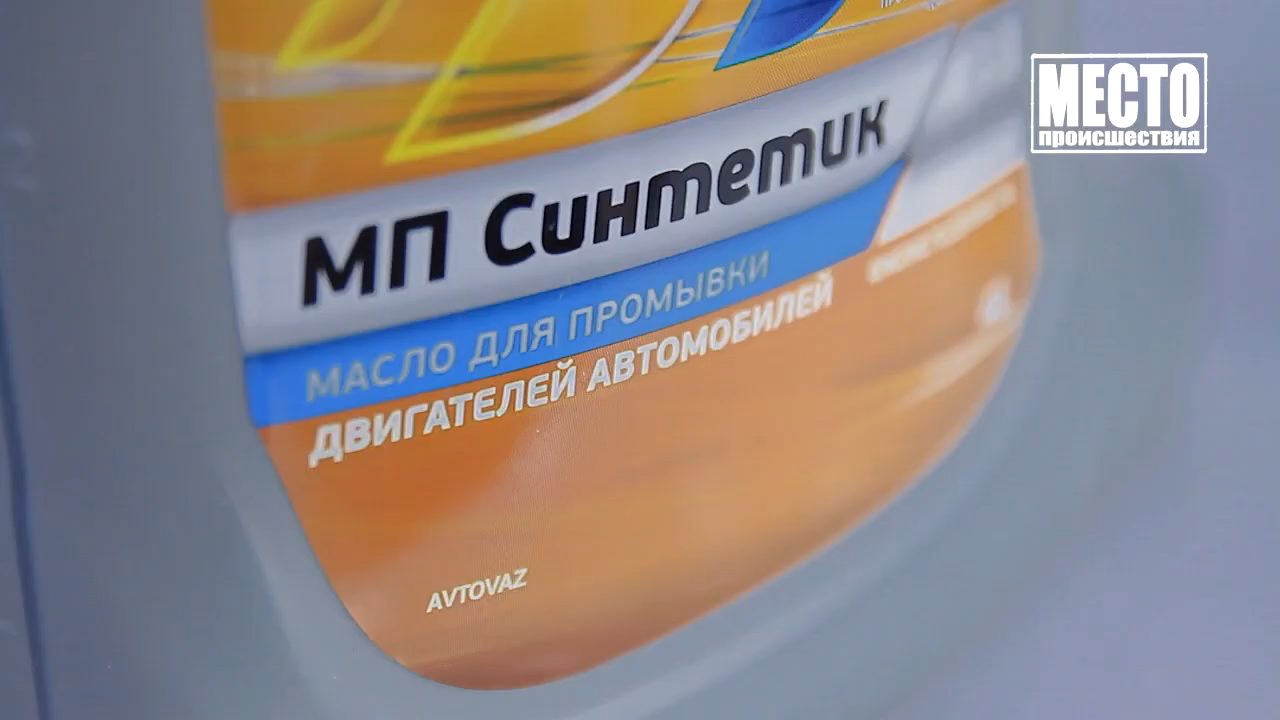 МЕСТО
ПРОИСШЕСТВИЯ
МП Синтетик
МАСЛО ДЛЯ ПРОМЫВКИ
ДВИГАТЕЛЕЙ АВТОМОБИЛЕЙ
AVTOVAZ